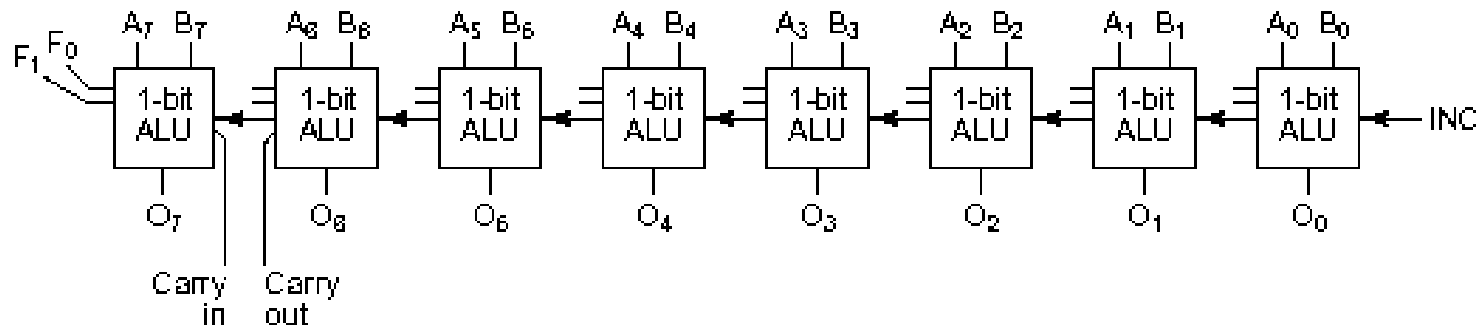 F₁ F₀ A₇ B₇ A₆ B₆ A₅ B₅ A₄ B₄ A₃ B₃ A₂ B₂ A₁ B₁ A₀ B₀
1-bit 1-bit 1-bit 1-bit 1-bit 1-bit 1-bit 1-bit
ALU ALU ALU ALU ALU ALU ALU ALU INC
O₇ O₆ O₅ O₄ O₃ O₂ O₁ O₀
Carry Carry
in out